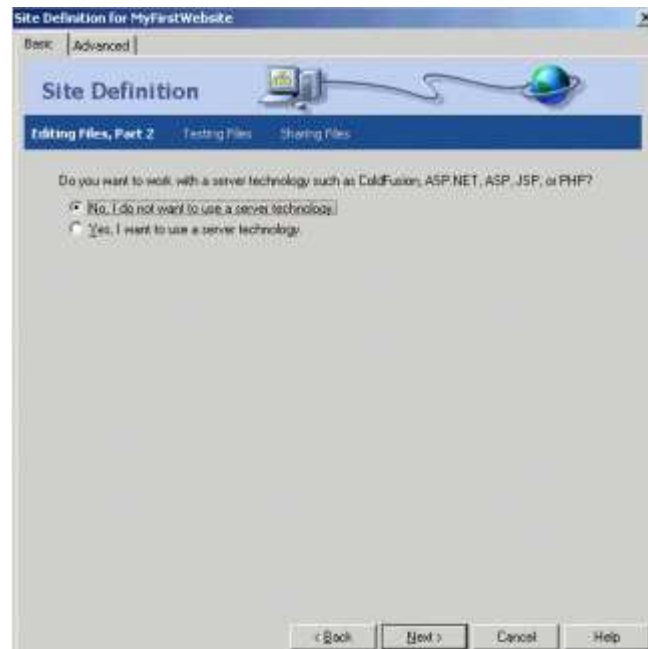 Site Definition for MyFirstWebsite
Basic Advanced
Site Definition
Editing Files, Part 2 Testing Files Sharing Files
Do you want to work with a server technology such as ColdFusion, ASP.NET, ASP, JSP, or PHP?
No, I do not want to use a server technology.
Yes, I want to use a server technology.
< Back Next > Cancel Help